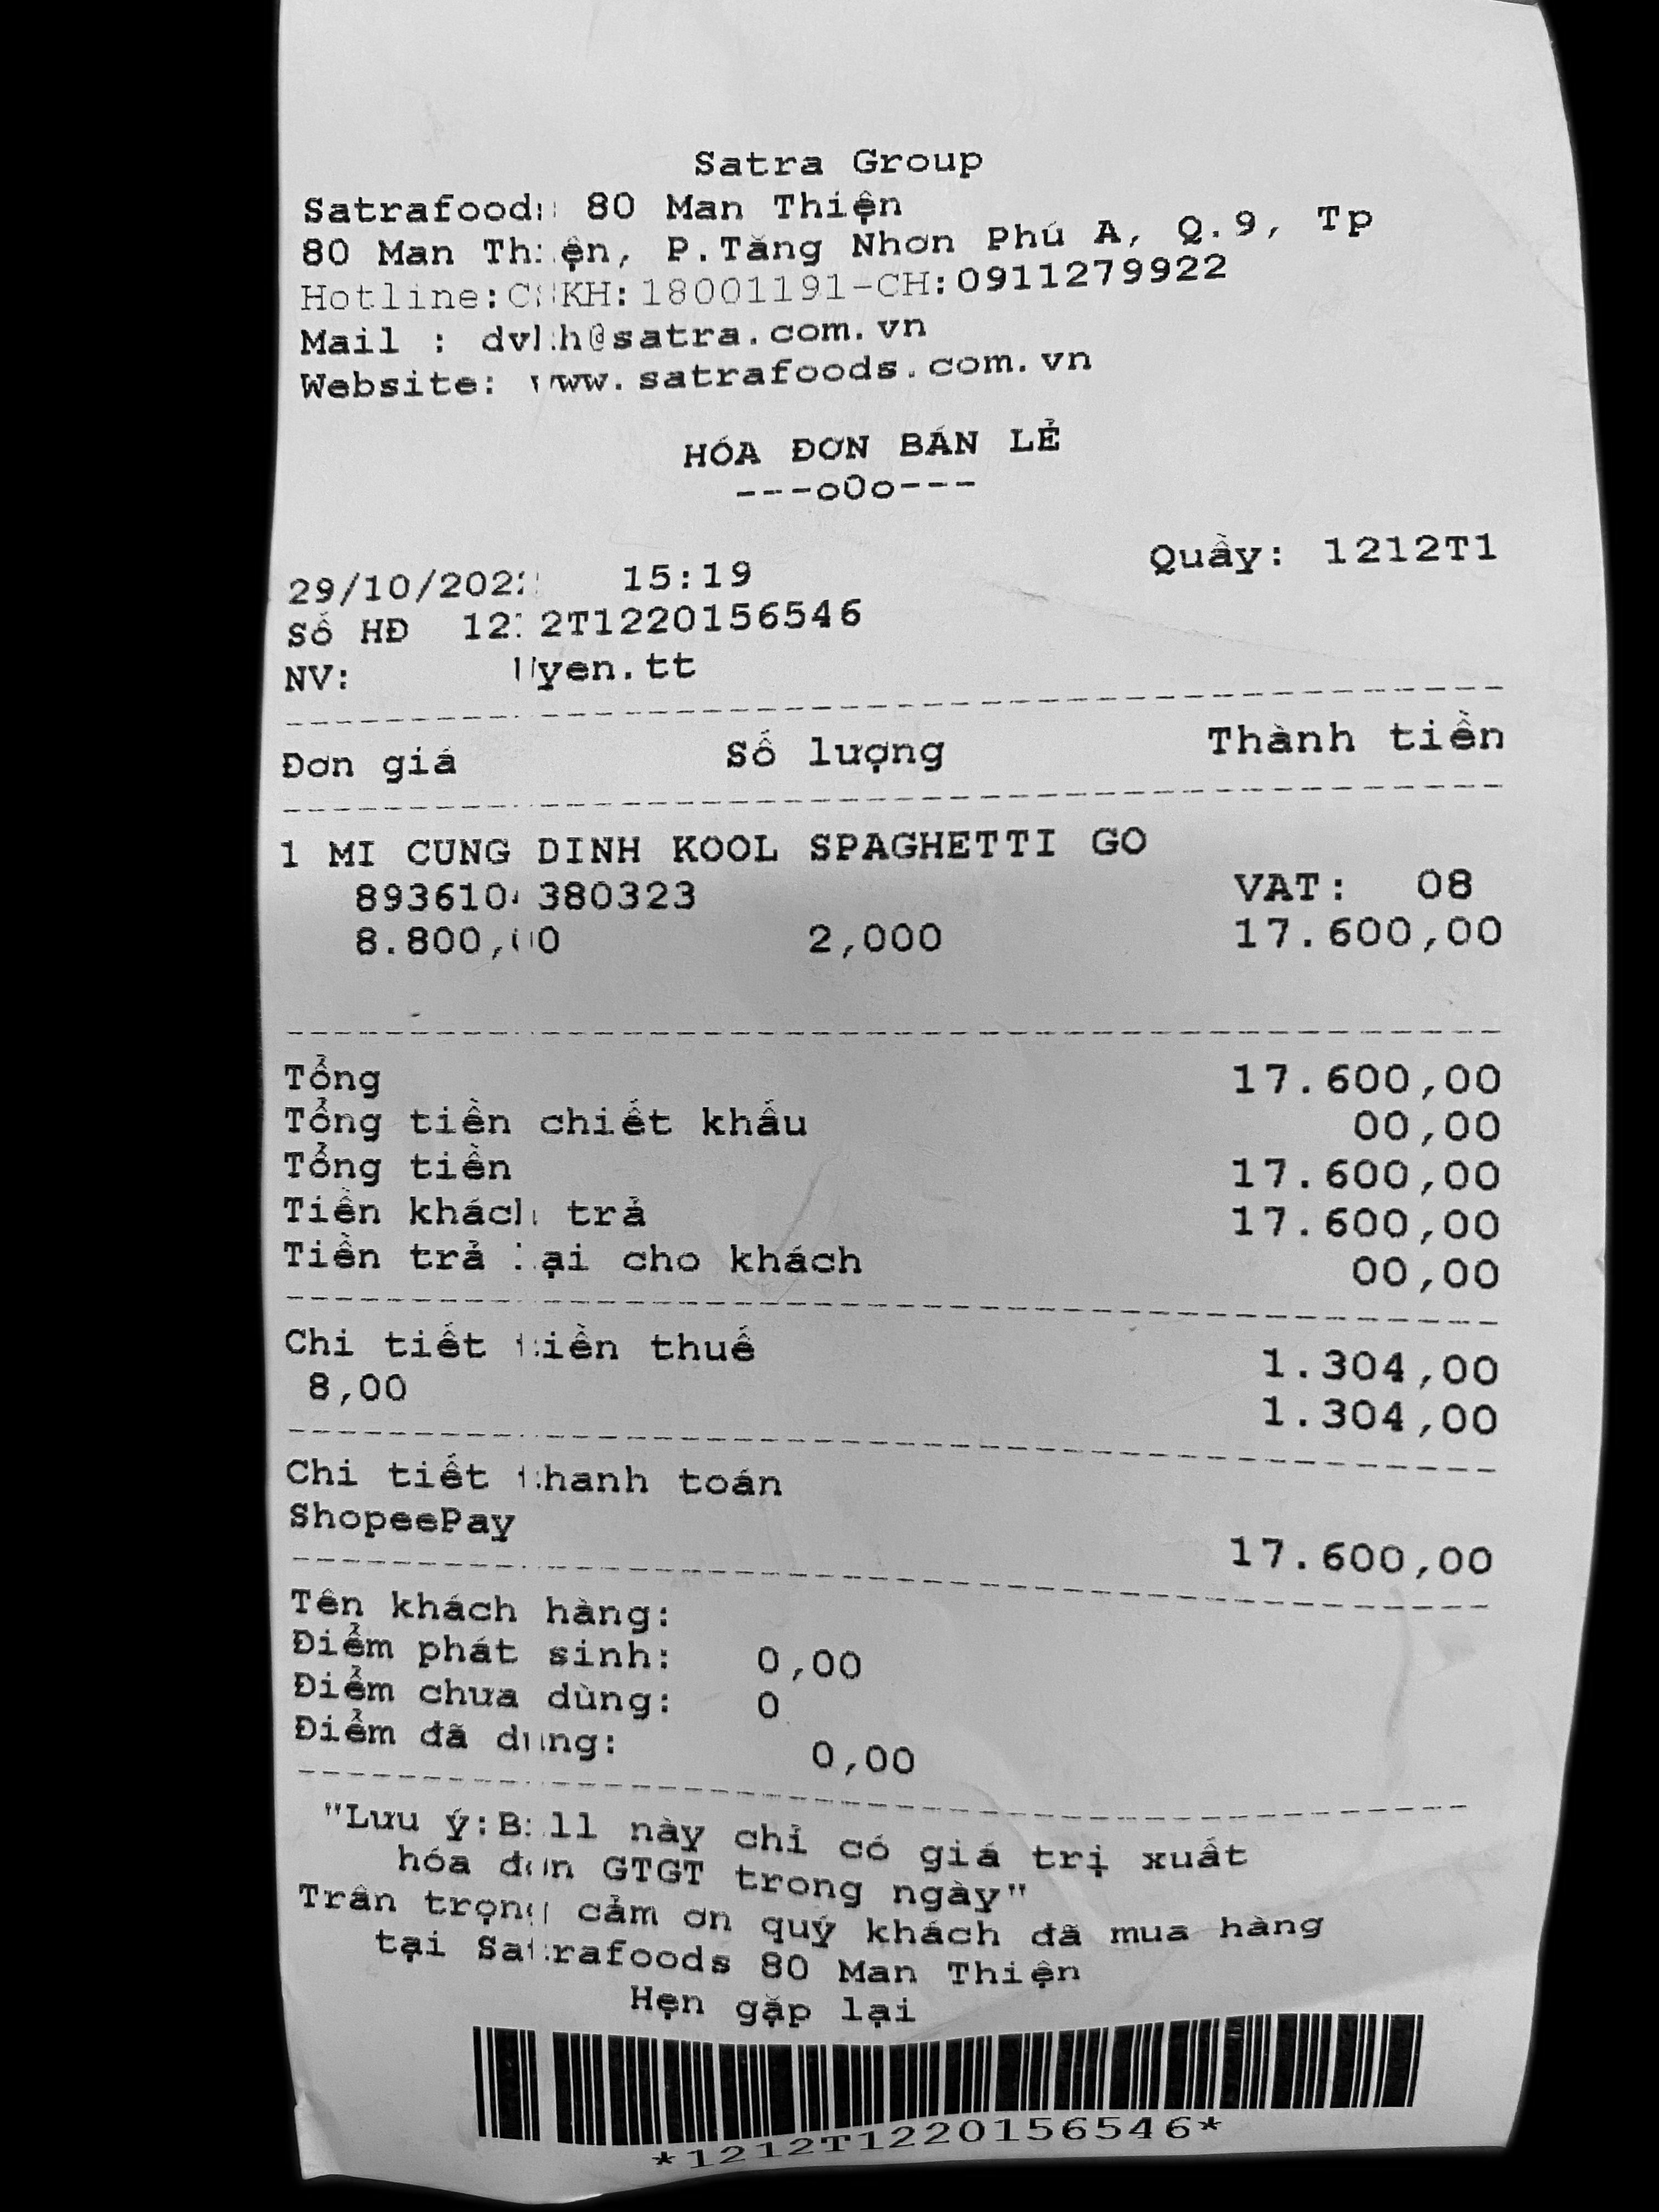 Satra Group
Satrafoods 80 Man Thiện
80 Man Thiện, P.Tăng Nhơn Phú A, Q.9, Tp
Hotline:CSKH:18001191-CH:0911279922
Mail : dvkh@satra.com.vn
Website: www.satrafoods.com.vn
HÓA ĐƠN BÁN LẺ
---oOo---
29/10/2022 15:19 Quầy: 1212T1
Số HĐ 1212T1220156546
NV: yen.tt
Đơn giá Số lượng Thành tiền
1 MI CUNG DINH KOOL SPAGHETTI GO
8936104380323 VAT: 08
8.800,00 2,000 17.600,00
Tổng 17.600,00
Tổng tiền chiết khấu 00,00
Tổng tiền 17.600,00
Tiền khách trả 17.600,00
Tiền trả lại cho khách 00,00
Chi tiết tiền thuế 1.304,00
8,00 1.304,00
Chi tiết thanh toán
ShopeePay 17.600,00
Tên khách hàng:
Điểm phát sinh: 0,00
Điểm chưa dùng: 0
Điểm đã dùng: 0,00
"Lưu ý:Bill này chỉ có giá trị xuất
hóa đơn GTGT trong ngày"
Trân trọng cảm ơn quý khách đã mua hàng
tại Satrafoods 80 Man Thiện
Hẹn gặp lại
*1212T1220156546*